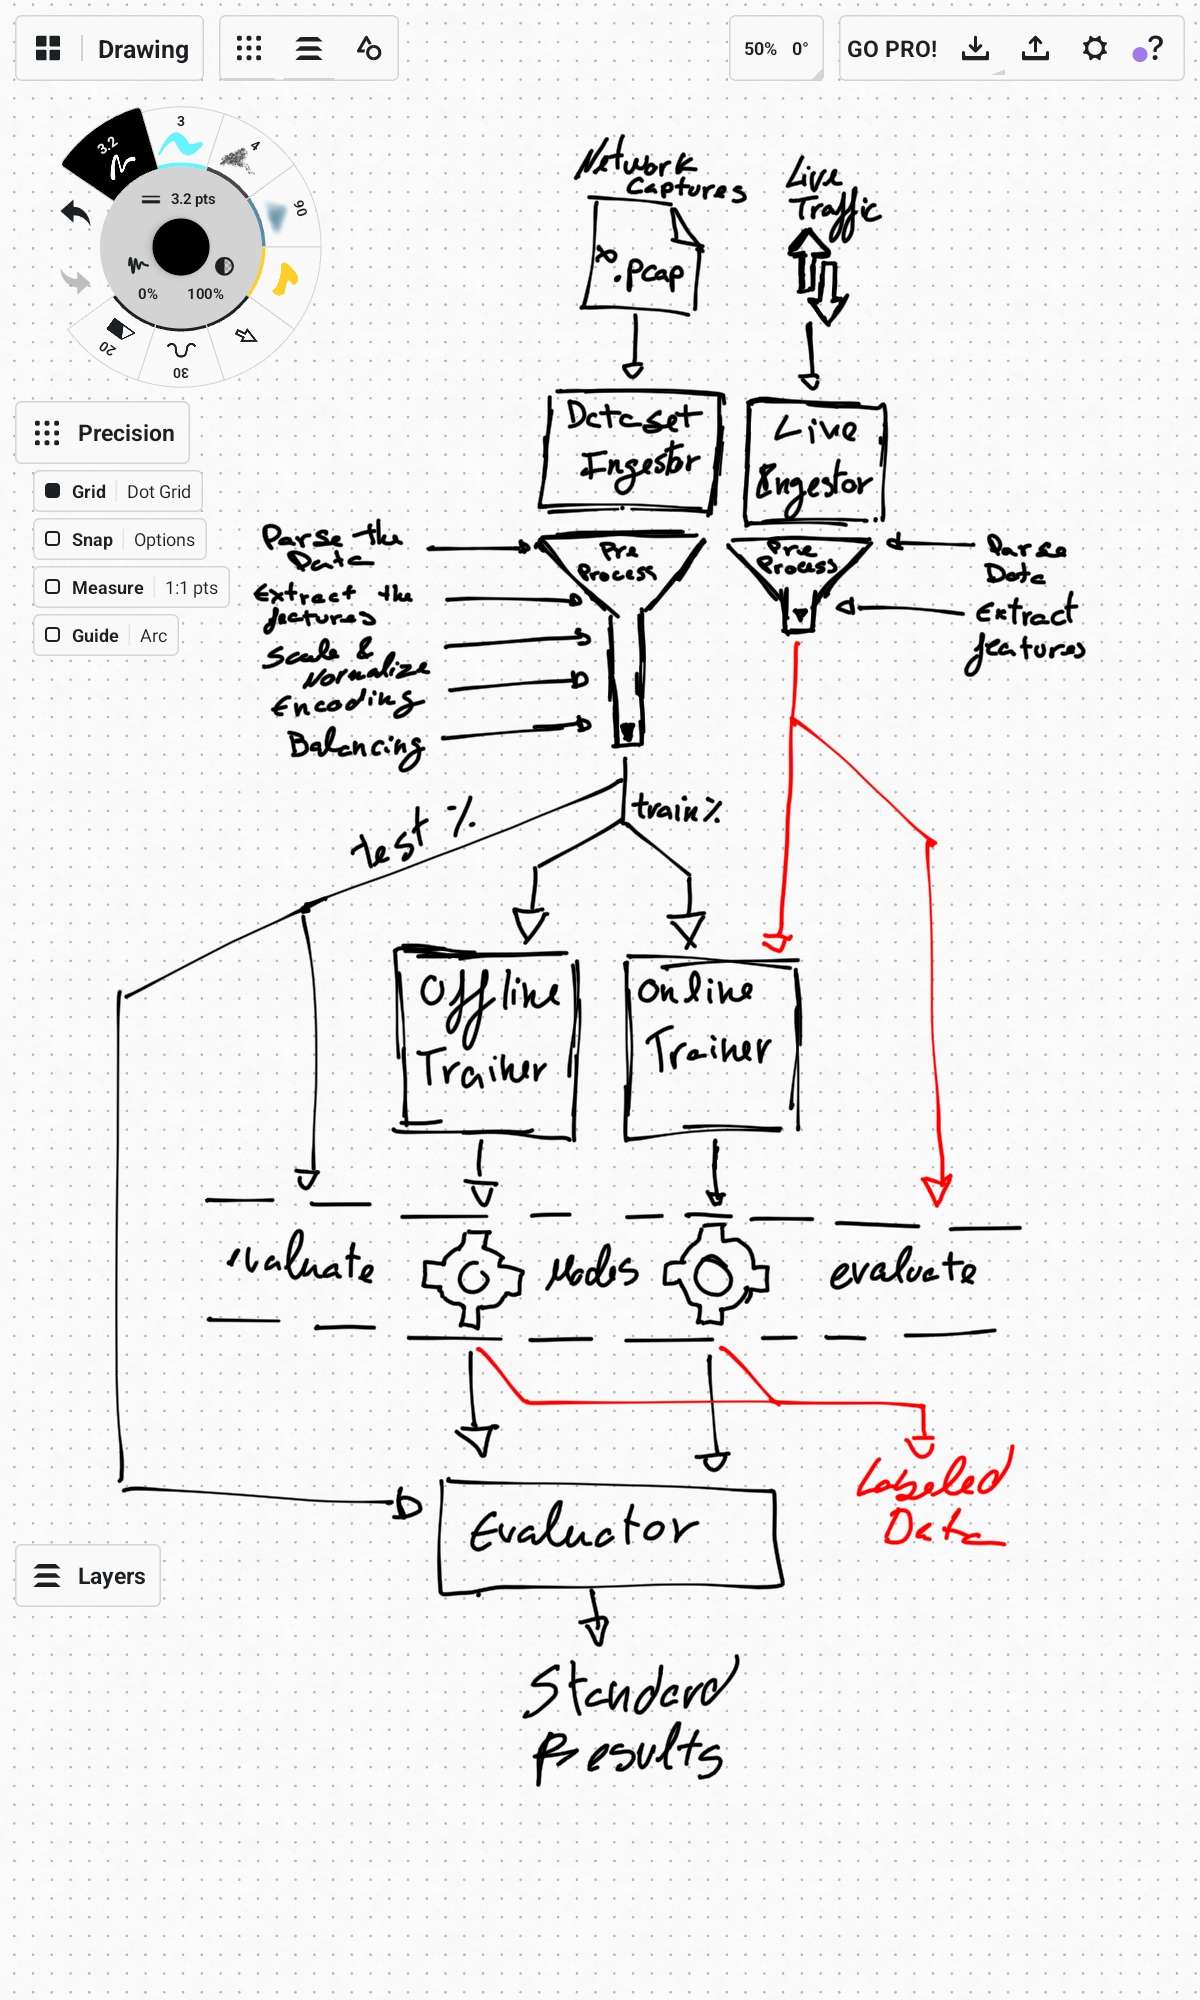 Drawing
50% 0°
GO PRO!
?
3
4
3.2
90
3.2 pts
0% 100%
20
30
Precision
Grid Dot Grid
Snap Options
Measure 1:1 pts
Guide Arc
Layers
Network
Captures
*.pcap
Live
Traffic
Dataset
Ingestor
Live
Ingestor
Parse the
Data
Extract the
features
Scale &
Normalize
Encoding
Balancing
Pre
Process
Pre
Process
Parse
Data
Extract
features
test %
train %
Offline
Trainer
Online
Trainer
evaluate
evaluate
Evaluator
Labeled
Data
Standard
Results